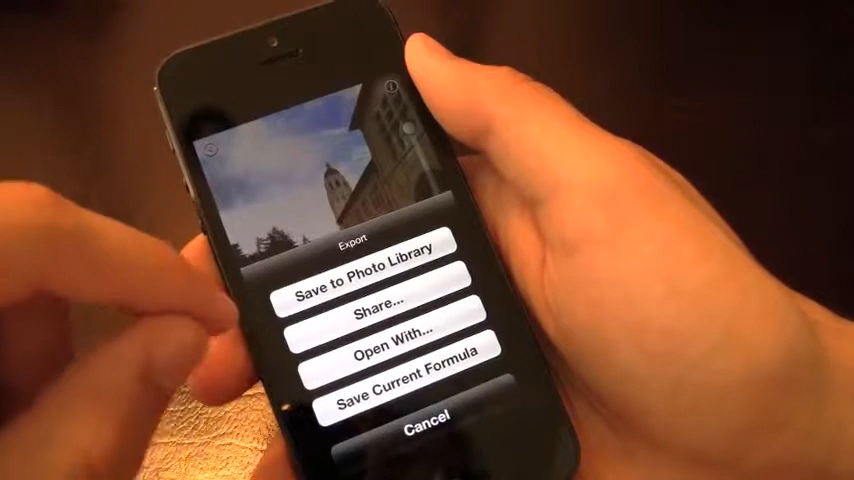 Export
Save to Photo Library
Share...
Open With...
Save Current Formula
Cancel